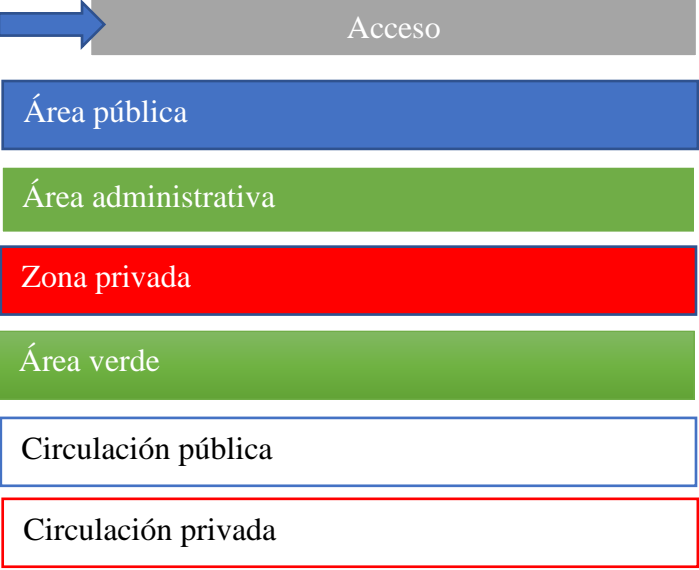 Acceso
Área pública
Área administrativa
Zona privada
Área verde
Circulación pública
Circulación privada